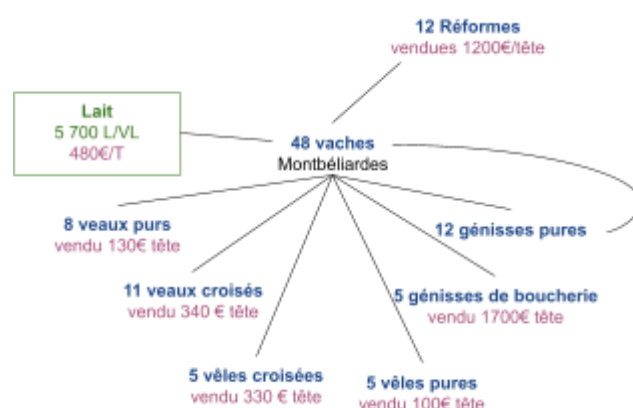 12 Réformes
vendues 1200€/tête
Lait
5 700 L/VL
480€/T
48 vaches
Montbéliardes
8 veaux purs
vendu 130€ tête
12 génisses pures
11 veaux croisés
vendu 340 € tête
5 génisses de boucherie
vendu 1700€ tête
5 vêles croisées
vendu 330 € tête
5 vêles pures
vendu 100€ tête